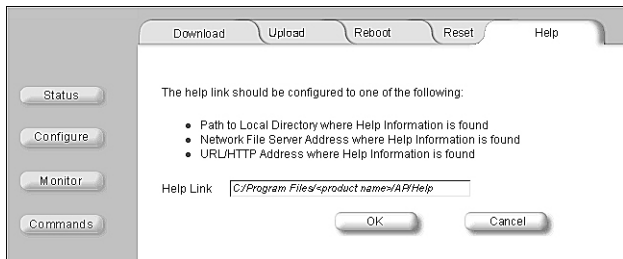 Download Upload Reboot Reset Help
Status
Configure
Monitor
Commands
The help link should be configured to one of the following:
Path to Local Directory where Help Information is found
Network File Server Address where Help Information is found
URL/HTTP Address where Help Information is found
Help Link C:/Program Files/<product name>/AP/Help
OK Cancel